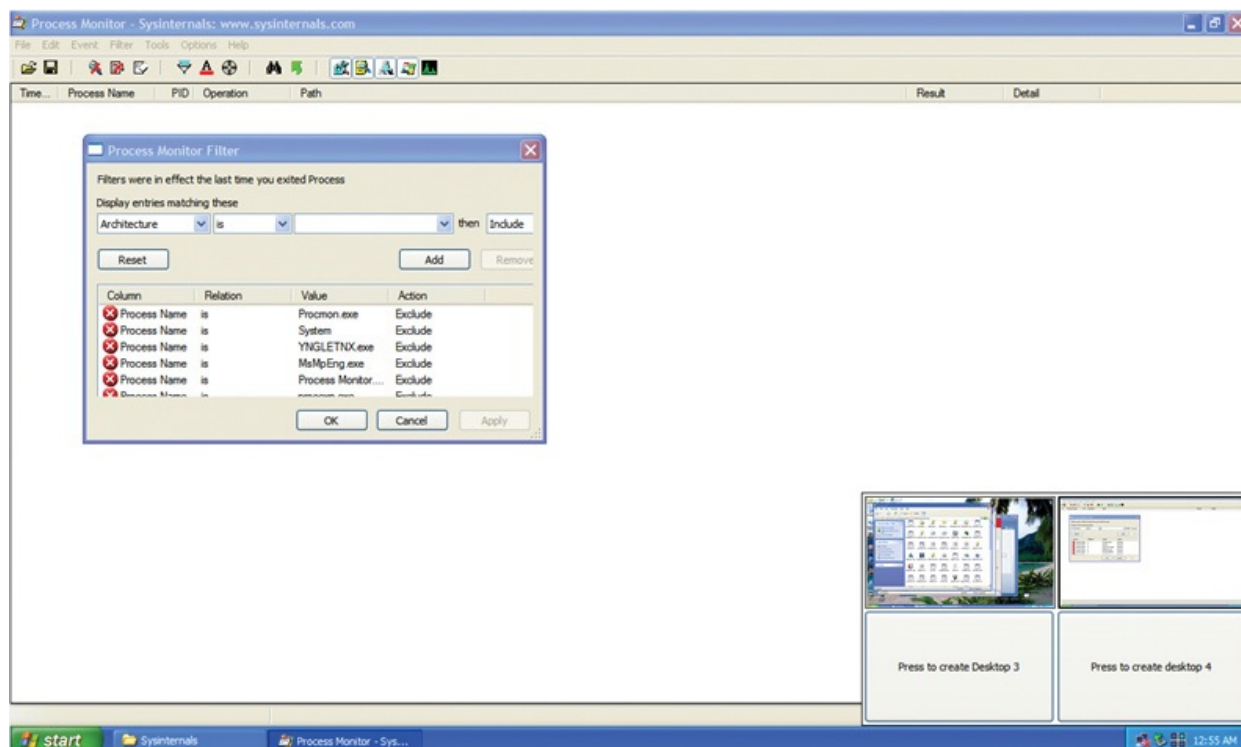 Process Monitor - Sysinternals: www.sysinternals.com
File Edit Event Filter Tools Options Help
Time... Process Name PID Operation Path Result Detail
Process Monitor Filter
Filters were in effect the last time you exited Process
Display entries matching these
Architecture is then Include
Reset Add Remove
Column Relation Value Action
Process Name is Procmon.exe Exclude
Process Name is System Exclude
Process Name is YNGLETNX.exe Exclude
Process Name is MsMpEng.exe Exclude
Process Name is Process Monitor.... Exclude
Process Name is Exclude
OK Cancel Apply
Press to create Desktop 3 Press to create desktop 4
start Sysinternals Process Monitor - Sys... 12:55 AM